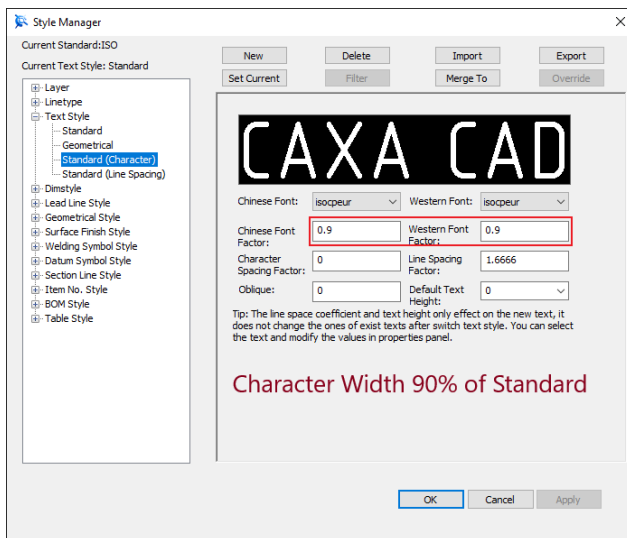 Style Manager
Current Standard:ISO
Current Text Style: Standard
New
Delete
Import
Export
Set Current
Filter
Merge To
Override
Layer
Linetype
Text Style
Standard
Geometrical
Standard (Character)
Standard (Line Spacing)
Dimstyle
Lead Line Style
Geometrical Style
Surface Finish Style
Welding Symbol Style
Datum Symbol Style
Section Line Style
Item No. Style
BOM Style
Table Style
CAXA CAD
Chinese Font: isocpeur Western Font: isocpeur
Chinese Font Factor: 0.9 Western Font Factor: 0.9
Character Spacing Factor: 0 Line Spacing Factor: 1.6666
Oblique: 0 Default Text Height: 0
Tip: The line space coefficient and text height only effect on the new text, it
does not change the ones of exist texts after switch text style. You can select
the text and modify the values in properties panel.
Character Width 90% of Standard
OK
Cancel
Apply